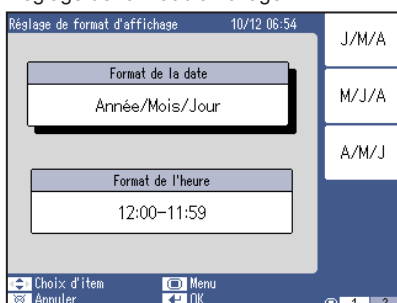 Réglage de format d'affichage 10/12 06:54
J/M/A
Format de la date
Année/Mois/Jour
M/J/A
A/M/J
Format de l'heure
12:00-11:59
Choix d'item Menu
Annuler OK 1 2